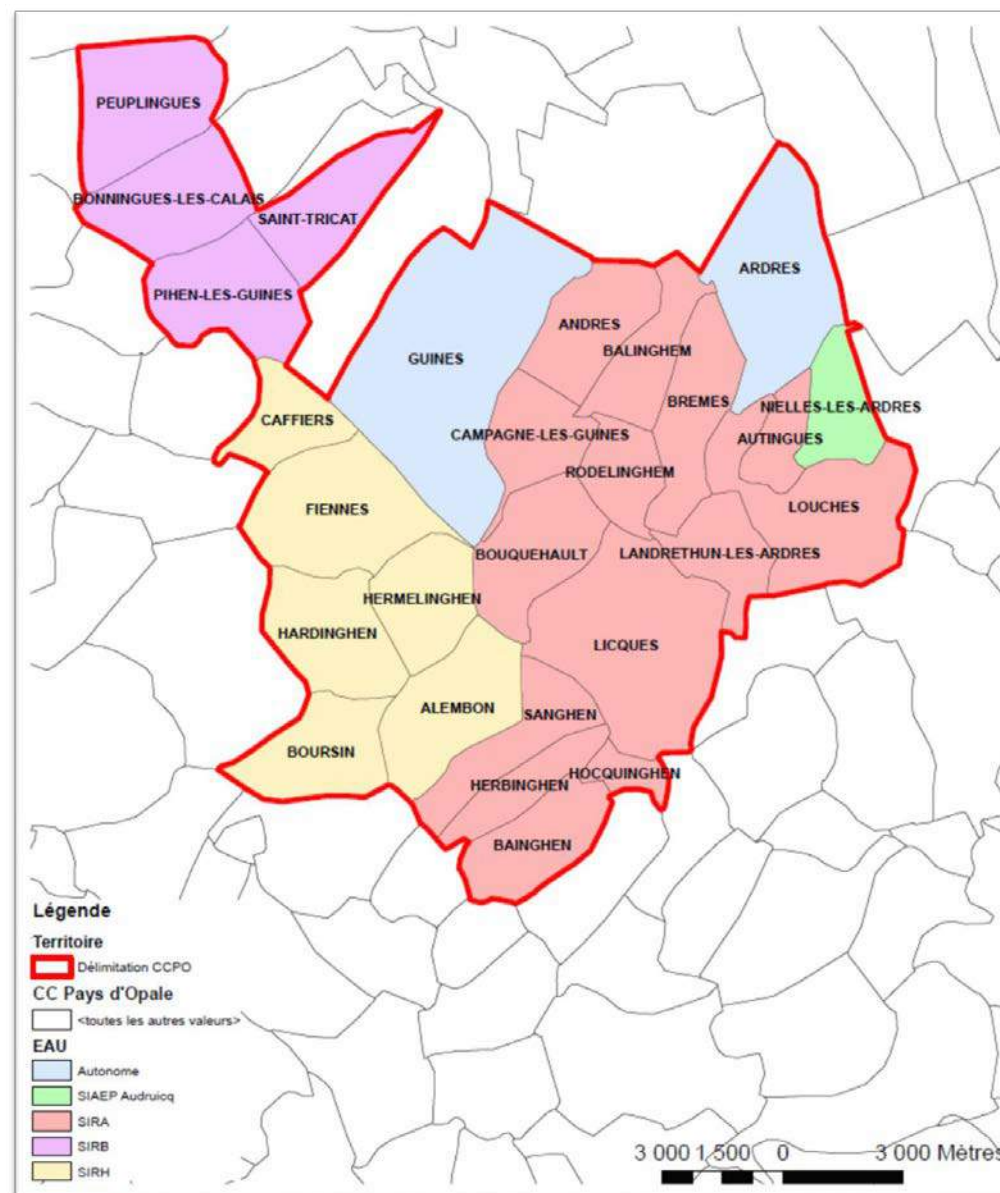 PEUPLINGUES
BONNINGUES-LES-CALAIS
SAINT-TRICAT
PIHEN-LES-GUINES
ARDRES
ANDRES
BALINGHEM
GUINES
BREMES
NIELLES-LES-ARDRES
CAFFIERS
CAMPAGNE-LES-GUINES
AUTINGUES
RODELINGHEM
FIENNES
LOUCHES
BOUQUEHAULT
LANDRETHUN-LES-ARDRES
HERMELINGHEN
HARDINGHEN
LICQUES
ALEMBON
SANGHEN
BOURSIN
HOCQUINGHEN
HERBINGHEN
BAINGHEN
Légende
Territoire
Délimitation CCPO
CC Pays d'Opale
<toutes les autres valeurs>
EAU
Autonome
SIAEP Audruicq
SIRA
SIRB
SIRH
3 000 1 500 0 3 000 Mètres